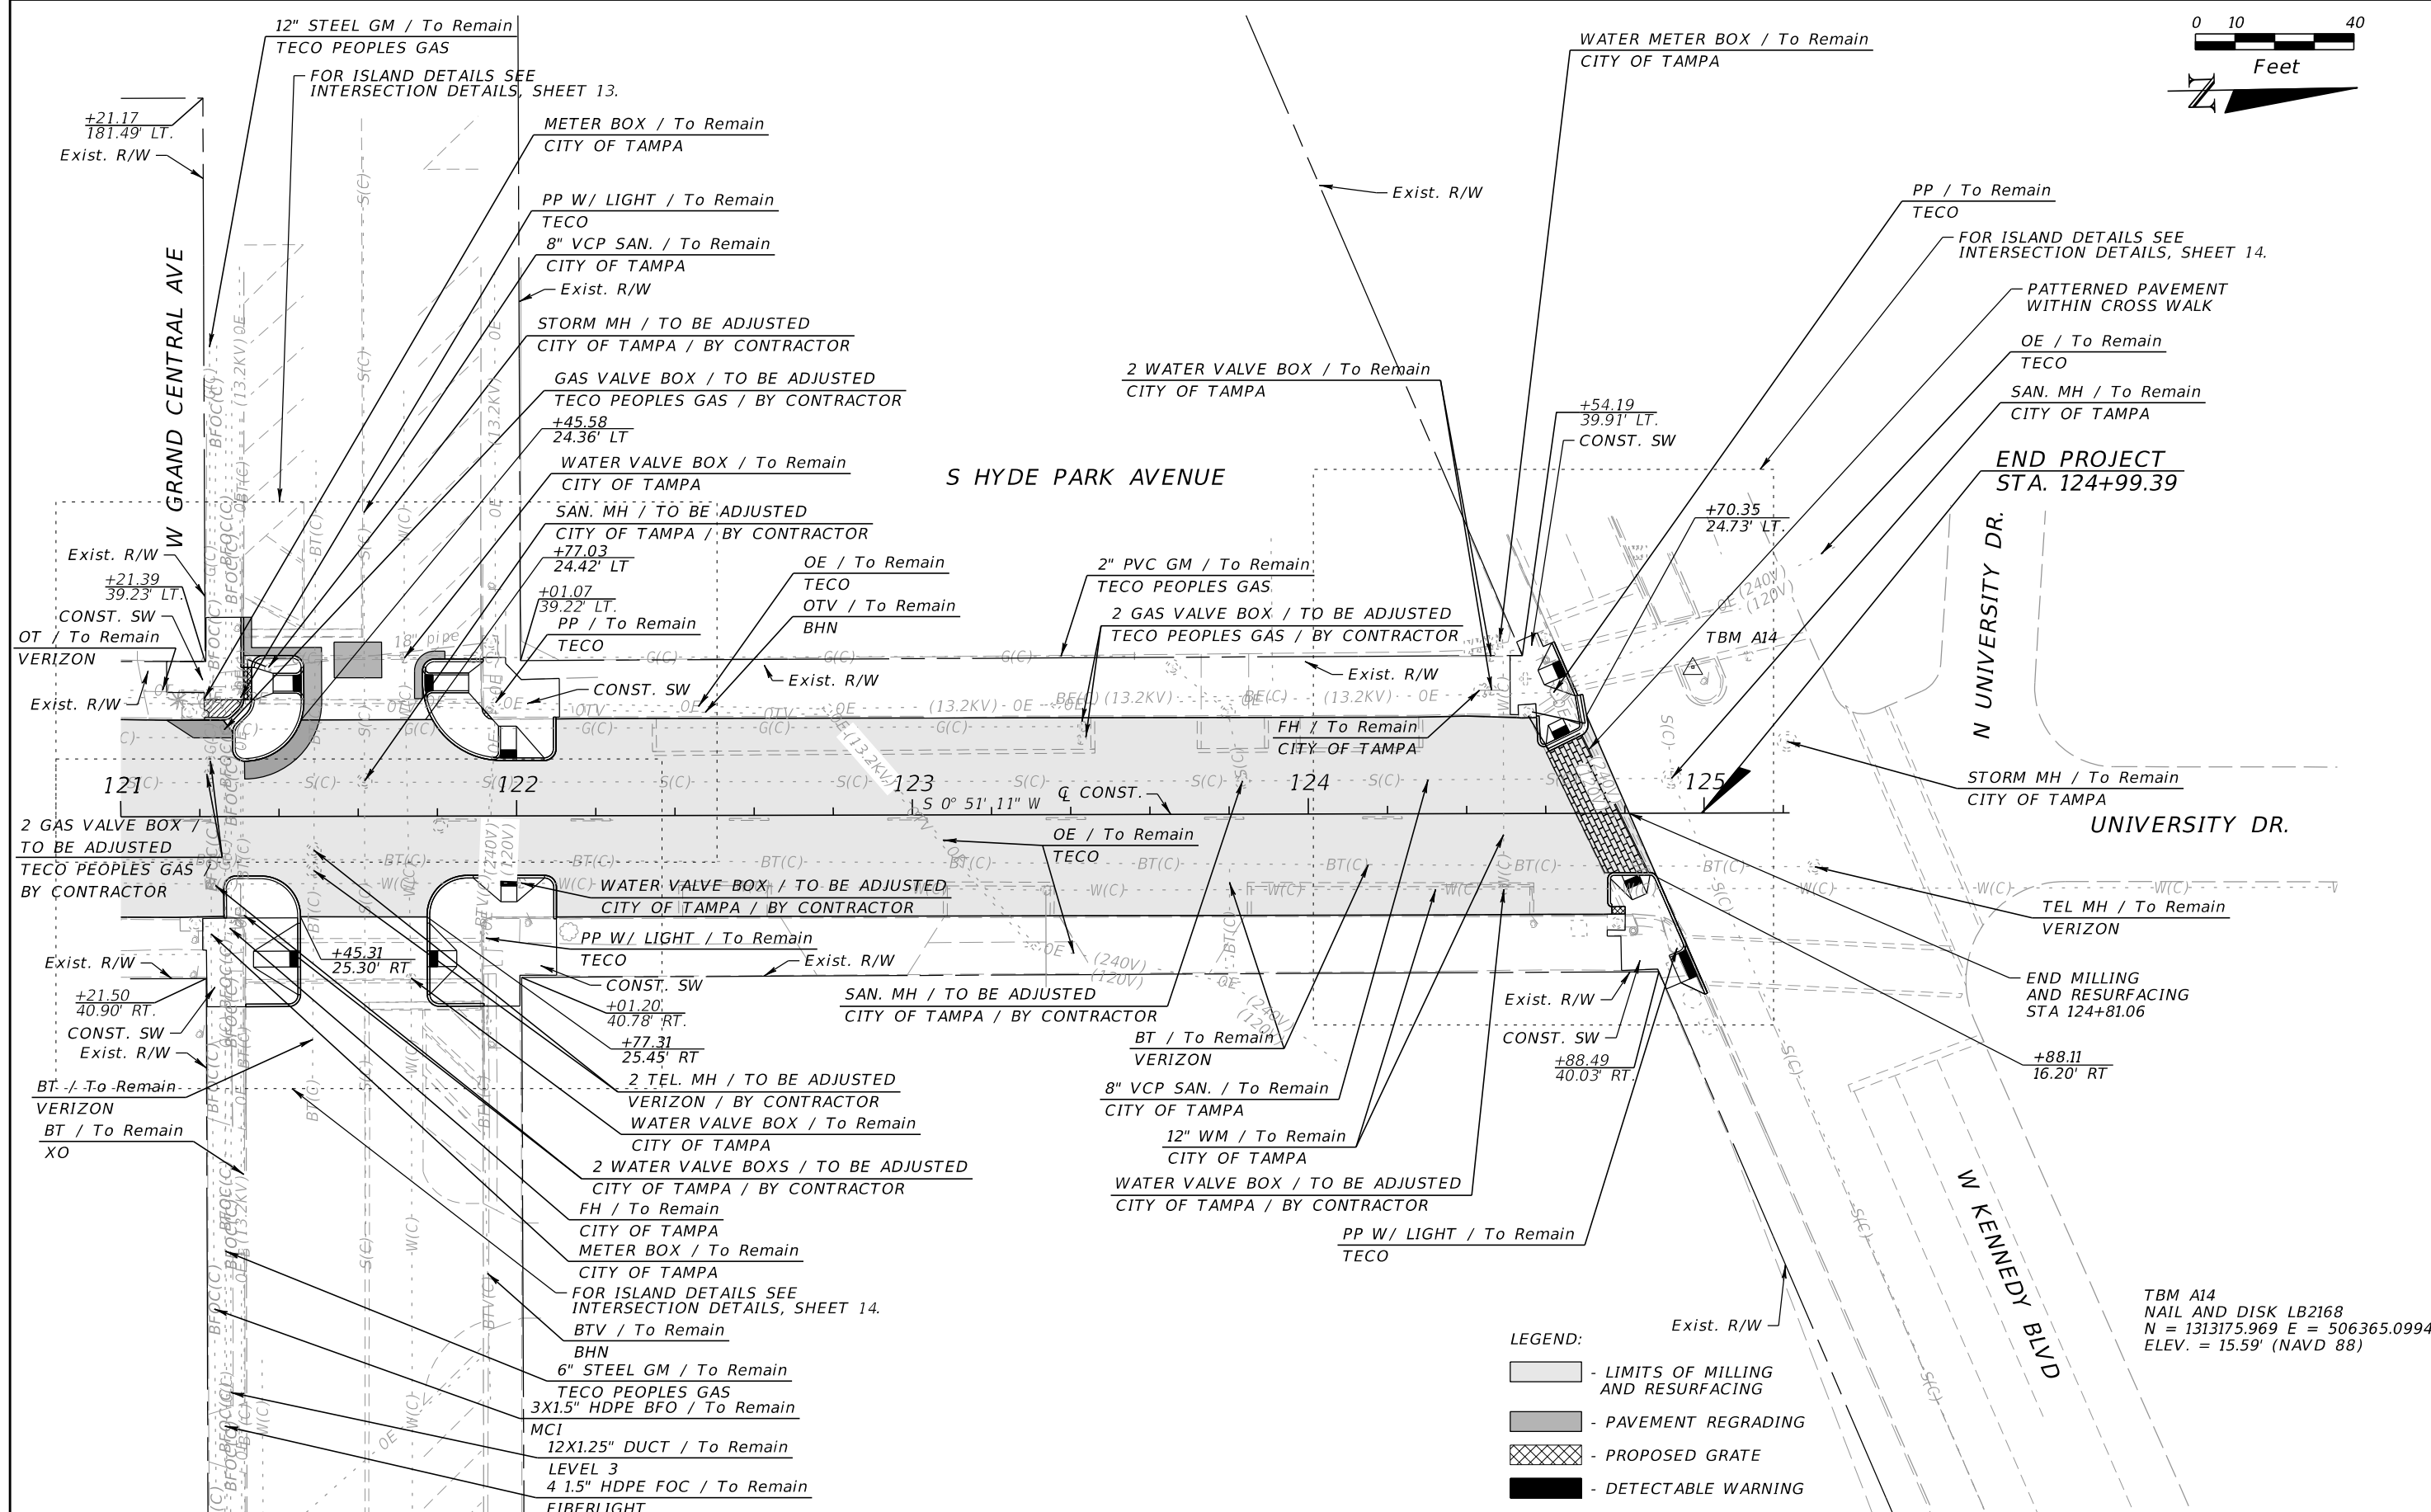 12" STEEL GM / To Remain
TECO PEOPLES GAS
FOR ISLAND DETAILS SEE
INTERSECTION DETAILS, SHEET 13.
+21.17
181.49' LT.
Exist. R/W
METER BOX / To Remain
CITY OF TAMPA
PP W/ LIGHT / To Remain
TECO
8" VCP SAN. / To Remain
CITY OF TAMPA
Exist. R/W
STORM MH / TO BE ADJUSTED
CITY OF TAMPA / BY CONTRACTOR
GAS VALVE BOX / TO BE ADJUSTED
TECO PEOPLES GAS / BY CONTRACTOR
+45.58
24.36' LT
WATER VALVE BOX / To Remain
CITY OF TAMPA
SAN. MH / TO BE ADJUSTED
CITY OF TAMPA / BY CONTRACTOR
+77.03
24.42' LT
+01.07
39.22' LT.
PP / To Remain
TECO
OE / To Remain
TECO
OTV / To Remain
BHN
W GRAND CENTRAL AVE
Exist. R/W
+21.39
39.23' LT.
CONST. SW
OT / To Remain
VERIZON
Exist. R/W
18" pipe
CONST. SW
Exist. R/W
S HYDE PARK AVENUE
WATER METER BOX / To Remain
CITY OF TAMPA
Exist. R/W
2 WATER VALVE BOX / To Remain
CITY OF TAMPA
+54.19
39.91' LT.
CONST. SW
2" PVC GM / To Remain
TECO PEOPLES GAS
2 GAS VALVE BOX / TO BE ADJUSTED
TECO PEOPLES GAS / BY CONTRACTOR
Exist. R/W
FH / To Remain
CITY OF TAMPA
0 10 40
Feet
N
PP / To Remain
TECO
FOR ISLAND DETAILS SEE
INTERSECTION DETAILS, SHEET 14.
PATTERNED PAVEMENT
WITHIN CROSS WALK
OE / To Remain
TECO
SAN. MH / To Remain
CITY OF TAMPA
END PROJECT
STA. 124+99.39
+70.35
24.73' LT.
TBM A14
N UNIVERSITY DR.
STORM MH / To Remain
CITY OF TAMPA
UNIVERSITY DR.
121
122
123
124
125
S 0° 51' 11" W
℄ CONST.
2 GAS VALVE BOX /
TO BE ADJUSTED
TECO PEOPLES GAS /
BY CONTRACTOR
OE / To Remain
TECO
WATER VALVE BOX / TO BE ADJUSTED
CITY OF TAMPA / BY CONTRACTOR
PP W/ LIGHT / To Remain
TECO
Exist. R/W
CONST. SW
+45.31
25.30' RT
Exist. R/W
+21.50
40.90' RT.
CONST. SW
Exist. R/W
BT / To Remain
VERIZON
BT / To Remain
XO
+01.20
40.78' RT.
+77.31
25.45' RT
2 TEL. MH / TO BE ADJUSTED
VERIZON / BY CONTRACTOR
WATER VALVE BOX / To Remain
CITY OF TAMPA
2 WATER VALVE BOXS / TO BE ADJUSTED
CITY OF TAMPA / BY CONTRACTOR
FH / To Remain
CITY OF TAMPA
METER BOX / To Remain
CITY OF TAMPA
FOR ISLAND DETAILS SEE
INTERSECTION DETAILS, SHEET 14.
BTV / To Remain
BHN
6" STEEL GM / To Remain
TECO PEOPLES GAS
3X1.5" HDPE BFO / To Remain
MCI
12X1.25" DUCT / To Remain
LEVEL 3
4 1.5" HDPE FOC / To Remain
FIBERLIGHT
SAN. MH / TO BE ADJUSTED
CITY OF TAMPA / BY CONTRACTOR
BT / To Remain
VERIZON
8" VCP SAN. / To Remain
CITY OF TAMPA
12" WM / To Remain
CITY OF TAMPA
WATER VALVE BOX / TO BE ADJUSTED
CITY OF TAMPA / BY CONTRACTOR
PP W/ LIGHT / To Remain
TECO
Exist. R/W
CONST. SW
+88.49
40.03' RT.
TEL MH / To Remain
VERIZON
END MILLING
AND RESURFACING
STA 124+81.06
+88.11
16.20' RT
W KENNEDY BLVD
Exist. R/W
TBM A14
NAIL AND DISK LB2168
N = 1313175.969 E = 506365.0994
ELEV. = 15.59' (NAVD 88)
LEGEND:
- LIMITS OF MILLING
AND RESURFACING
- PAVEMENT REGRADING
- PROPOSED GRATE
- DETECTABLE WARNING